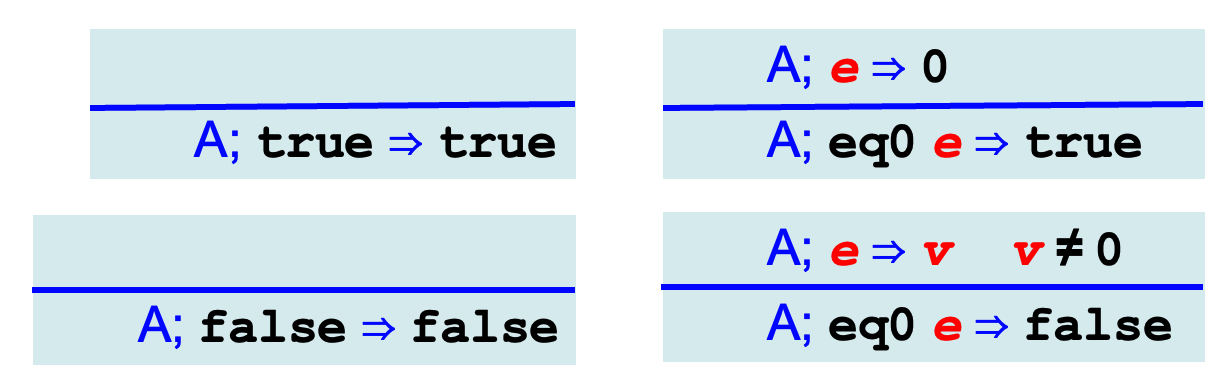 A; true ⇒ true
A; e ⇒ 0
A; eq0 e ⇒ true
A; false ⇒ false
A; e ⇒ v v ≠ 0
A; eq0 e ⇒ false